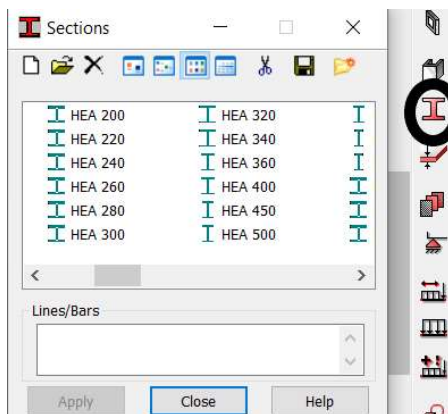 Sections
HEA 200 HEA 320
HEA 220 HEA 340
HEA 240 HEA 360
HEA 260 HEA 400
HEA 280 HEA 450
HEA 300 HEA 500
Lines/Bars
Apply Close Help